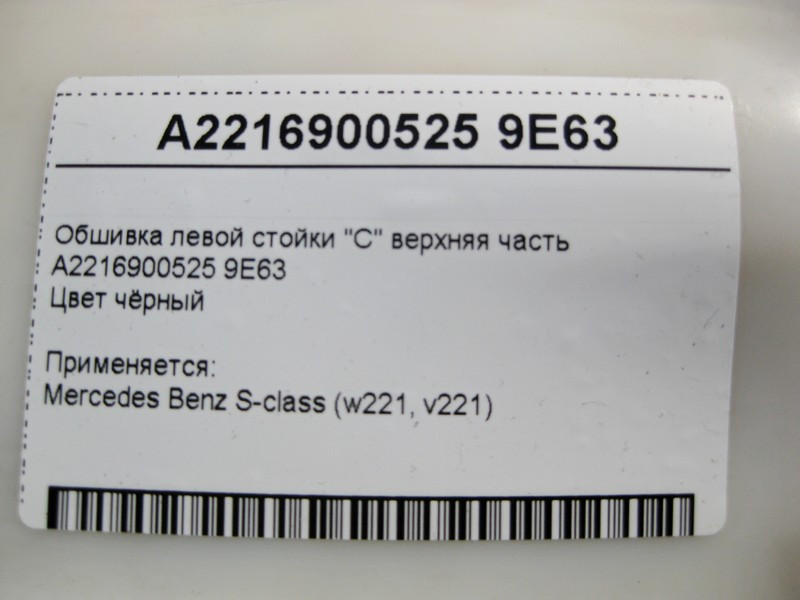 A2216900525 9E63
Обшивка левой стойки "С" верхняя часть
A2216900525 9E63
Цвет чёрный
Применяется:
Mercedes Benz S-class (w221, v221)